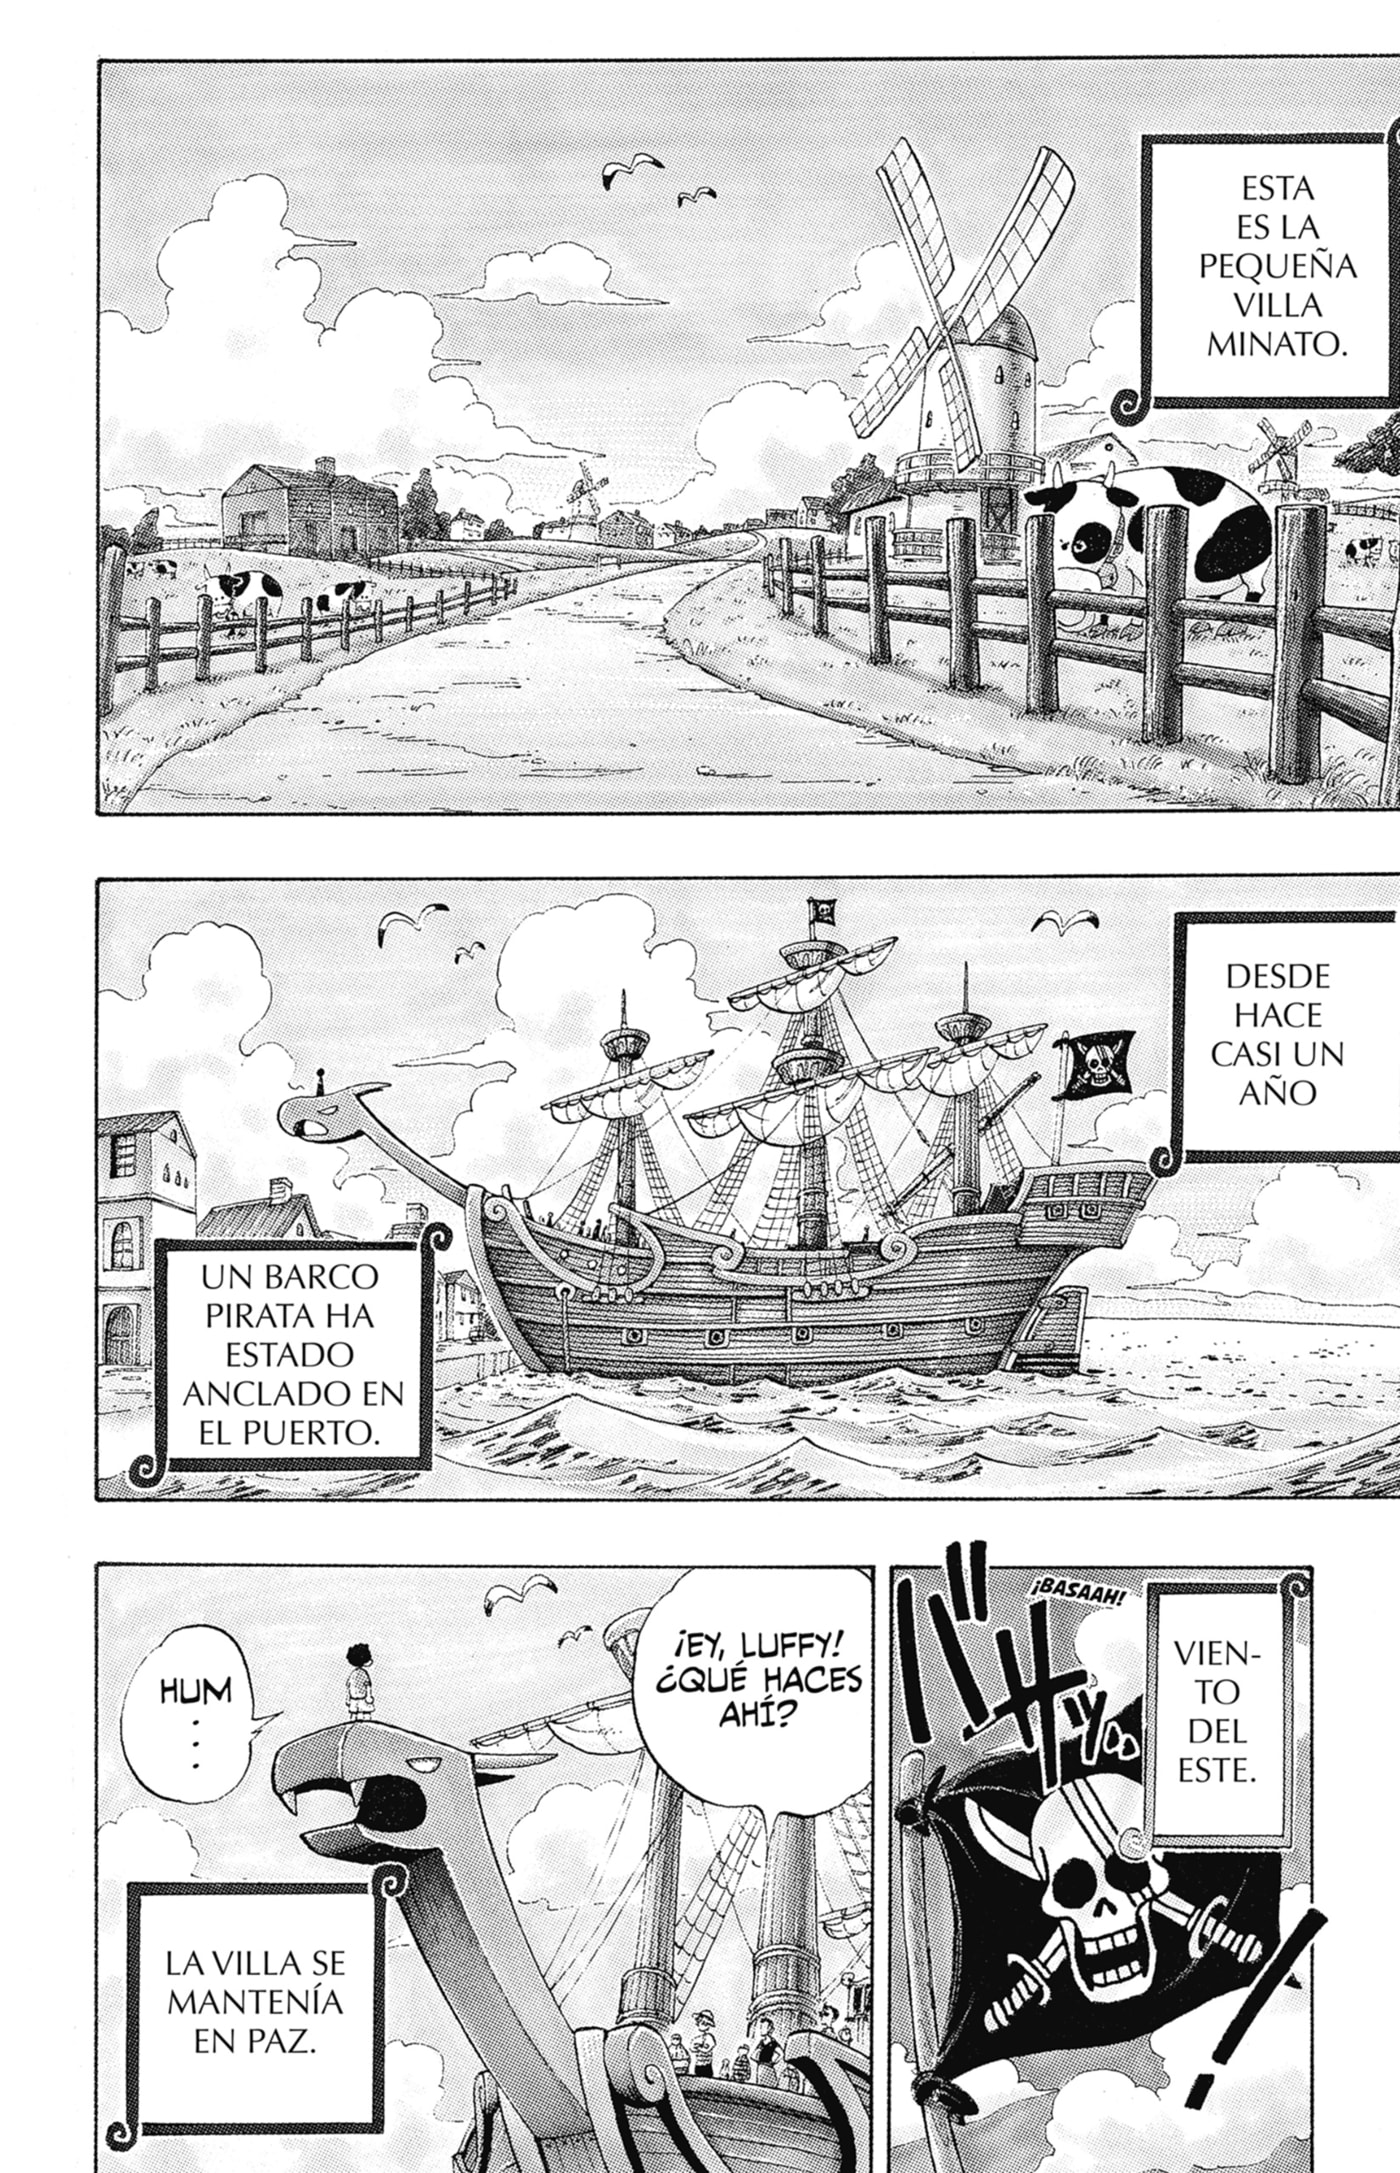 ESTA
ES LA
PEQUEÑA
VILLA
MINATO.
DESDE
HACE
CASI UN
AÑO
UN BARCO
PIRATA HA
ESTADO
ANCLADO EN
EL PUERTO.
¡BASAAH!
バサッ
VIEN-
TO
DEL
ESTE.
¡EY, LUFFY!
¿QUÉ HACES
AHÍ?
HUM
...
LA VILLA SE
MANTENÍA
EN PAZ.